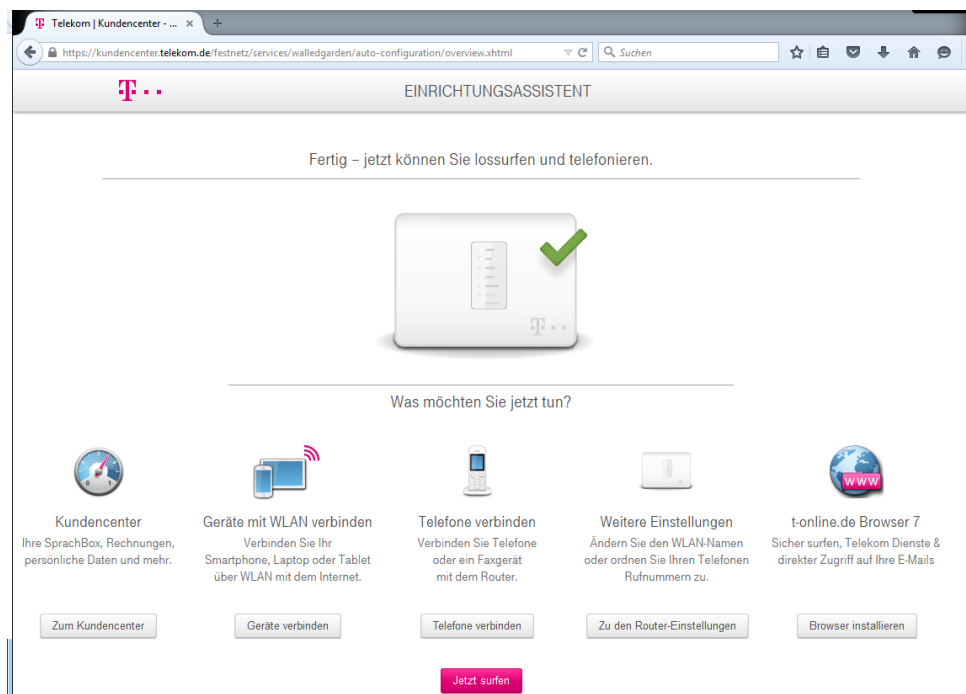 Telekom | Kundencenter - ...
https://kundencenter.telekom.de/festnetz/services/walledgarden/auto-configuration/overview.xhtml
Suchen
T
EINRICHTUNGSASSISTENT
Fertig – jetzt können Sie lossurfen und telefonieren.
T
Was möchten Sie jetzt tun?
0 1
WWW
Kundencenter
Ihre SprachBox, Rechnungen,
persönliche Daten und mehr.
Zum Kundencenter
Geräte mit WLAN verbinden
Verbinden Sie Ihr
Smartphone, Laptop oder Tablet
über WLAN mit dem Internet.
Geräte verbinden
Telefone verbinden
Verbinden Sie Telefone
oder ein Faxgerät
mit dem Router.
Telefone verbinden
Weitere Einstellungen
Ändern Sie den WLAN-Namen
oder ordnen Sie Ihren Telefonen
Rufnummern zu.
Zu den Router-Einstellungen
t-online.de Browser 7
Sicher surfen, Telekom Dienste &
direkter Zugriff auf Ihre E-Mails
Browser installieren
Jetzt surfen